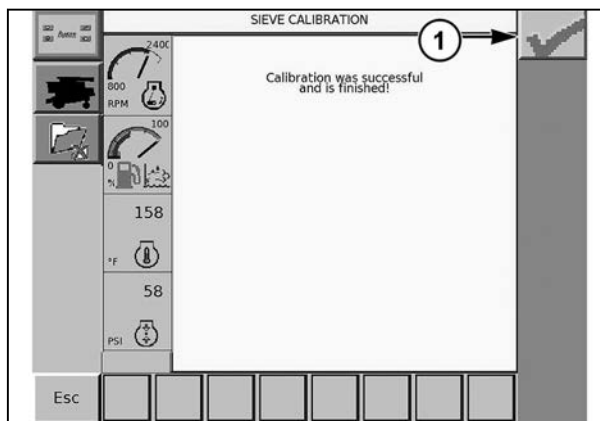 SIEVE CALIBRATION
1
2400
800
RPM
Calibration was successful
and is finished!
100
0
%
158
°F
58
PSI
Esc